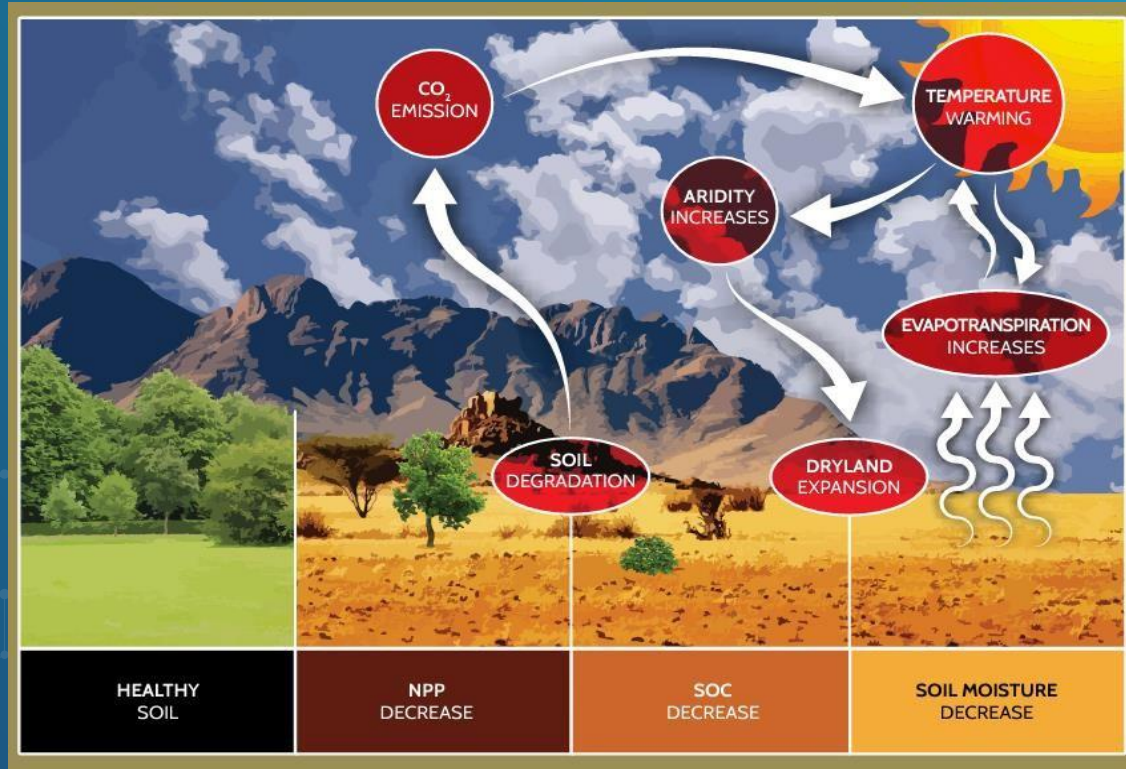 CO₂
EMISSION
TEMPERATURE
WARMING
ARIDITY
INCREASES
EVAPOTRANSPIRATION
INCREASES
SOIL
DEGRADATION
DRYLAND
EXPANSION
HEALTHY
SOIL
NPP
DECREASE
SOC
DECREASE
SOIL MOISTURE
DECREASE